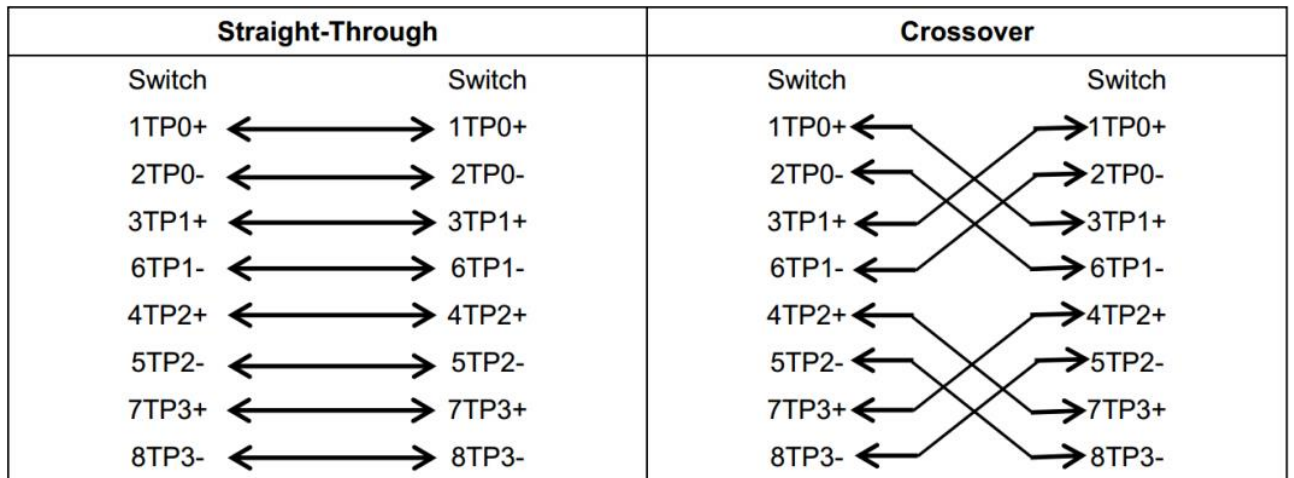 Straight-Through Crossover
Switch Switch Switch Switch
1TP0+ 1TP0+ 1TP0+ 1TP0+
2TP0- 2TP0- 2TP0- 2TP0-
3TP1+ 3TP1+ 3TP1+ 3TP1+
6TP1- 6TP1- 6TP1- 6TP1-
4TP2+ 4TP2+ 4TP2+ 4TP2+
5TP2- 5TP2- 5TP2- 5TP2-
7TP3+ 7TP3+ 7TP3+ 7TP3+
8TP3- 8TP3- 8TP3- 8TP3-